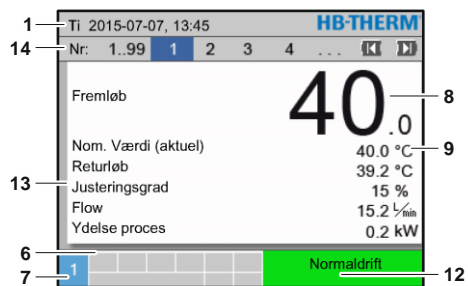 1 Ti 2015-07-07, 13:45 HB-THERM
14 Nr: 1..99 1 2 3 4 ...
Fremløb 40.0 8
Nom. Værdi (aktuel) 40.0 °C 9
Returløb 39.2 °C
13 Justeringsgrad 15 %
Flow 15.2 L/min
Ydelse proces 0.2 kW
6
7 1 Normaldrift 12